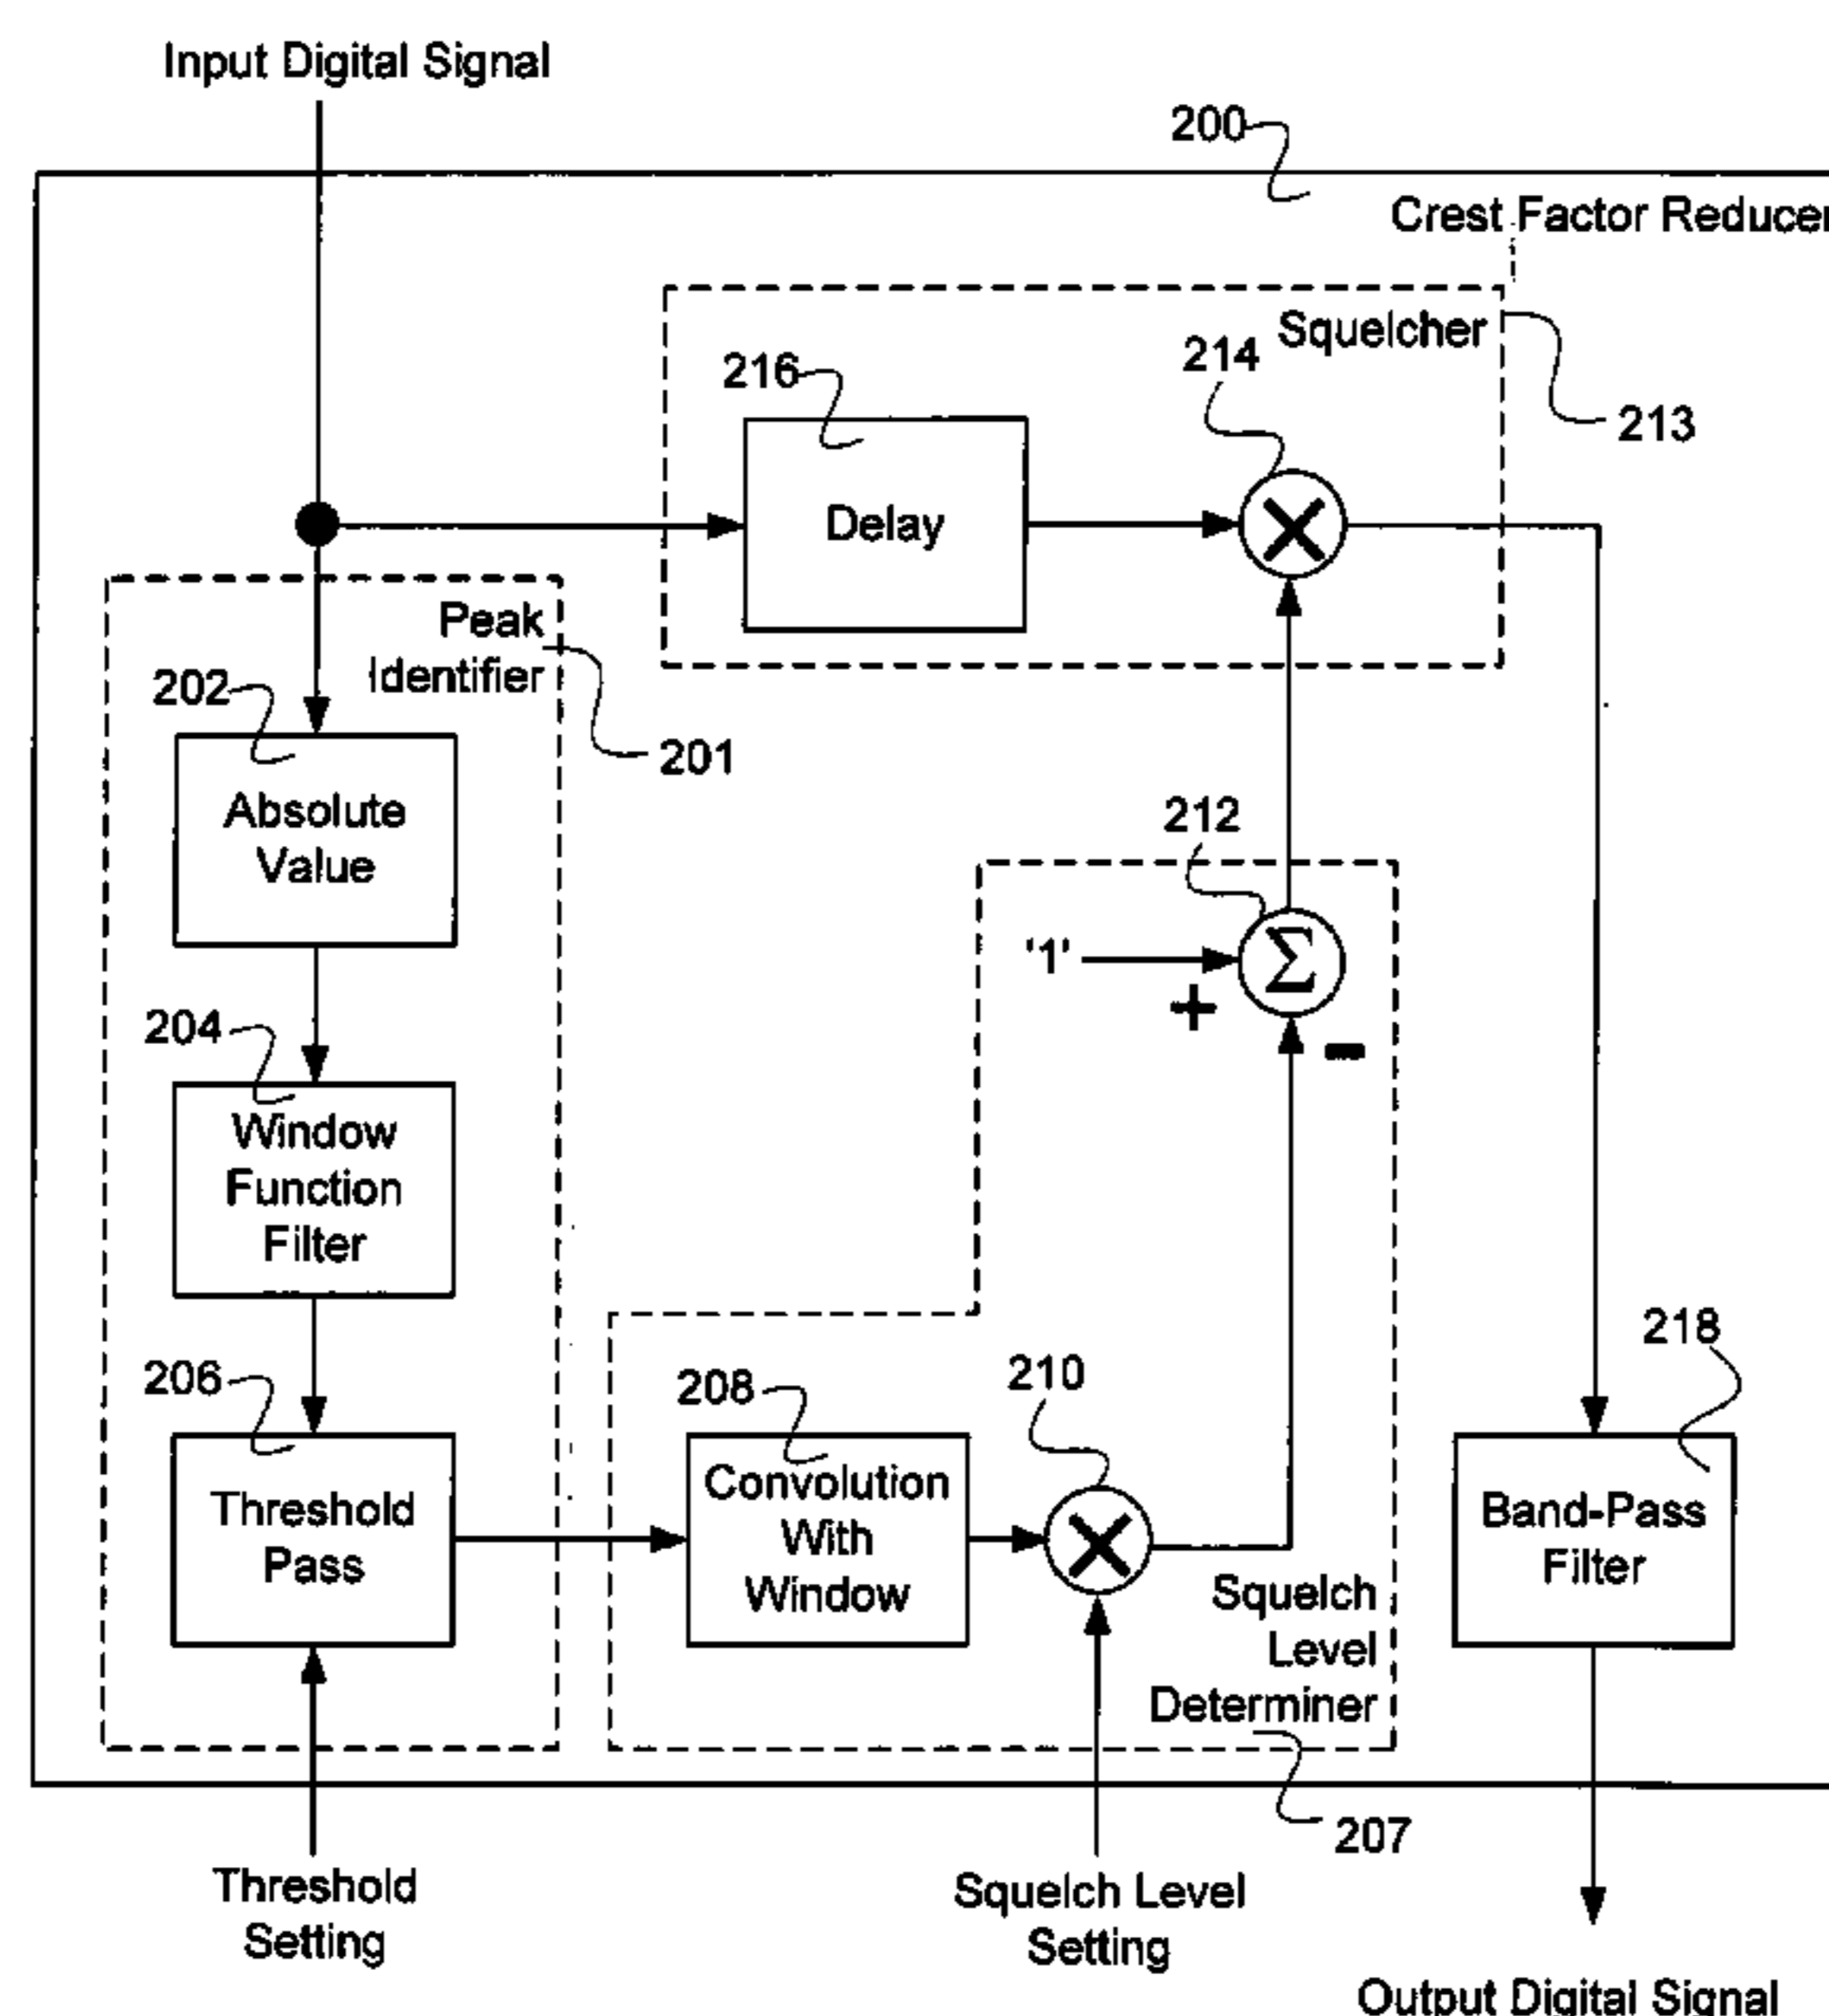 Input Digital Signal
200
Crest Factor Reducer
Squelcher
216
214
213
Delay
Peak
Identifier
202
201
Absolute
Value
212
'1'
Σ
+
-
204
Window
Function
Filter
218
206
208
210
Threshold
Pass
Convolution
With
Window
Band-Pass
Filter
Squelch
Level
Determiner
207
Threshold
Setting
Squelch Level
Setting
Output Digital Signal